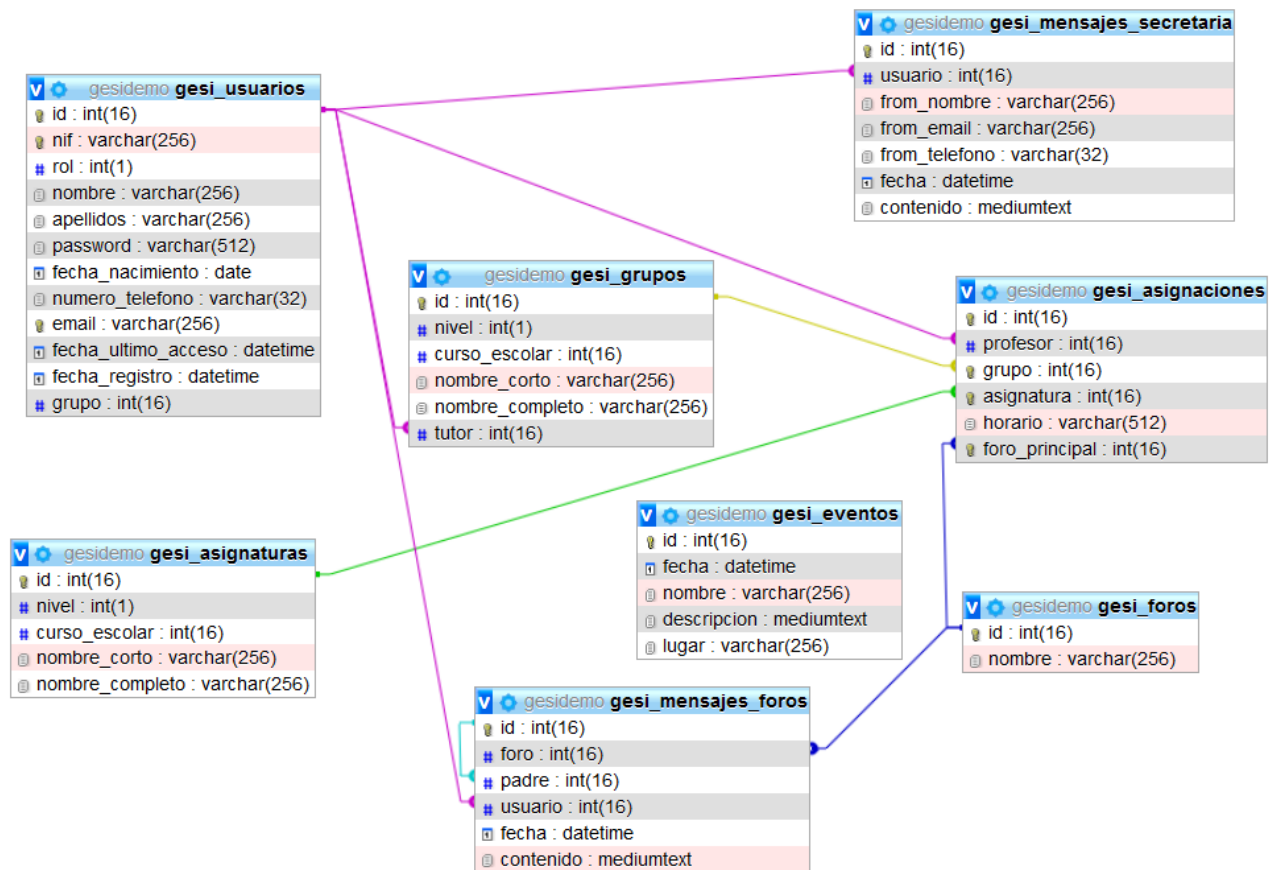 gesidemo gesi_mensajes_secretaria
id : int(16)
usuario : int(16)
from_nombre : varchar(256)
from_email : varchar(256)
from_telefono : varchar(32)
fecha : datetime
contenido : mediumtext
gesidemo gesi_usuarios
id : int(16)
nif : varchar(256)
rol : int(1)
nombre : varchar(256)
apellidos : varchar(256)
password : varchar(512)
fecha_nacimiento : date
numero_telefono : varchar(32)
email : varchar(256)
fecha_ultimo_acceso : datetime
fecha_registro : datetime
grupo : int(16)
gesidemo gesi_grupos
id : int(16)
nivel : int(1)
curso_escolar : int(16)
nombre_corto : varchar(256)
nombre_completo : varchar(256)
tutor : int(16)
gesidemo gesi_asignaciones
id : int(16)
profesor : int(16)
grupo : int(16)
asignatura : int(16)
horario : varchar(512)
foro_principal : int(16)
gesidemo gesi_asignaturas
id : int(16)
nivel : int(1)
curso_escolar : int(16)
nombre_corto : varchar(256)
nombre_completo : varchar(256)
gesidemo gesi_eventos
id : int(16)
fecha : datetime
nombre : varchar(256)
descripcion : mediumtext
lugar : varchar(256)
gesidemo gesi_foros
id : int(16)
nombre : varchar(256)
gesidemo gesi_mensajes_foros
id : int(16)
foro : int(16)
padre : int(16)
usuario : int(16)
fecha : datetime
contenido : mediumtext